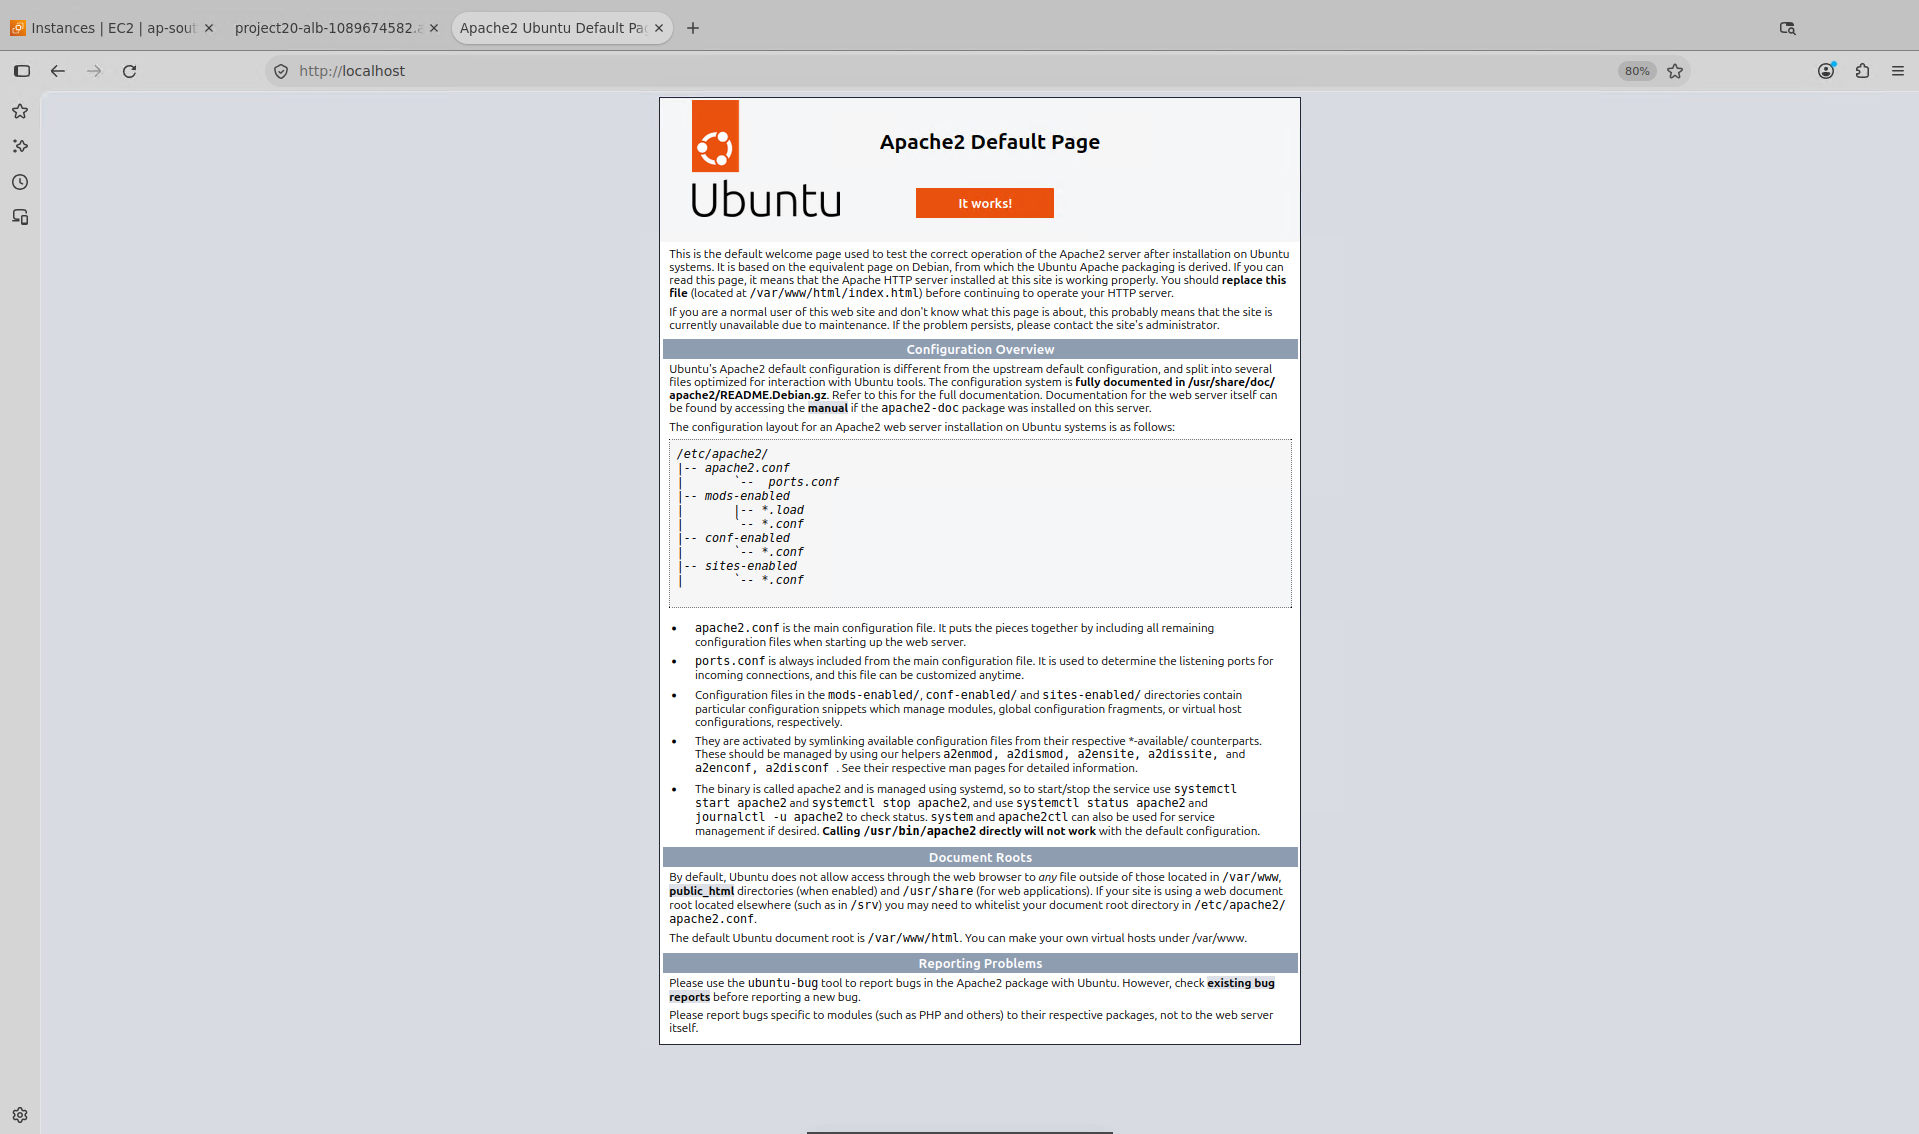 Instances | EC2 | ap-sout
project20-alb-1089674582.a
Apache2 Ubuntu Default Pa
http://localhost
80%
Apache2 Default Page
Ubuntu
It works!
This is the default welcome page used to test the correct operation of the Apache2 server after installation on Ubuntu
systems. It is based on the equivalent page on Debian, from which the Ubuntu Apache packaging is derived. If you can
read this page, it means that the Apache HTTP server installed at this site is working properly. You should replace this
file (located at /var/www/html/index.html) before continuing to operate your HTTP server.
If you are a normal user of this web site and don't know what this page is about, this probably means that the site is
currently unavailable due to maintenance. If the problem persists, please contact the site's administrator.
Configuration Overview
Ubuntu's Apache2 default configuration is different from the upstream default configuration, and split into several
files optimized for interaction with Ubuntu tools. The configuration system is fully documented in /usr/share/doc/
apache2/README.Debian.gz. Refer to this for the full documentation. Documentation for the web server itself can
be found by accessing the manual if the apache2-doc package was installed on this server.
The configuration layout for an Apache2 web server installation on Ubuntu systems is as follows:
/etc/apache2/
|-- apache2.conf
|       `--  ports.conf
|-- mods-enabled
|       |-- *.load
|       `-- *.conf
|-- conf-enabled
|       `-- *.conf
|-- sites-enabled
|       `-- *.conf
• apache2.conf is the main configuration file. It puts the pieces together by including all remaining
configuration files when starting up the web server.
• ports.conf is always included from the main configuration file. It is used to determine the listening ports for
incoming connections, and this file can be customized anytime.
• Configuration files in the mods-enabled/, conf-enabled/ and sites-enabled/ directories contain
particular configuration snippets which manage modules, global configuration fragments, or virtual host
configurations, respectively.
• They are activated by symlinking available configuration files from their respective *-available/ counterparts.
These should be managed by using our helpers a2enmod, a2dismod, a2ensite, a2dissite, and
a2enconf, a2disconf . See their respective man pages for detailed information.
• The binary is called apache2 and is managed using systemd, so to start/stop the service use systemctl
start apache2 and systemctl stop apache2, and use systemctl status apache2 and
journalctl -u apache2 to check status. system and apache2ctl can also be used for service
management if desired. Calling /usr/bin/apache2 directly will not work with the default configuration.
Document Roots
By default, Ubuntu does not allow access through the web browser to any file outside of those located in /var/www,
public_html directories (when enabled) and /usr/share (for web applications). If your site is using a web document
root located elsewhere (such as in /srv) you may need to whitelist your document root directory in /etc/apache2/
apache2.conf.
The default Ubuntu document root is /var/www/html. You can make your own virtual hosts under /var/www.
Reporting Problems
Please use the ubuntu-bug tool to report bugs in the Apache2 package with Ubuntu. However, check existing bug
reports before reporting a new bug.
Please report bugs specific to modules (such as PHP and others) to their respective packages, not to the web server
itself.